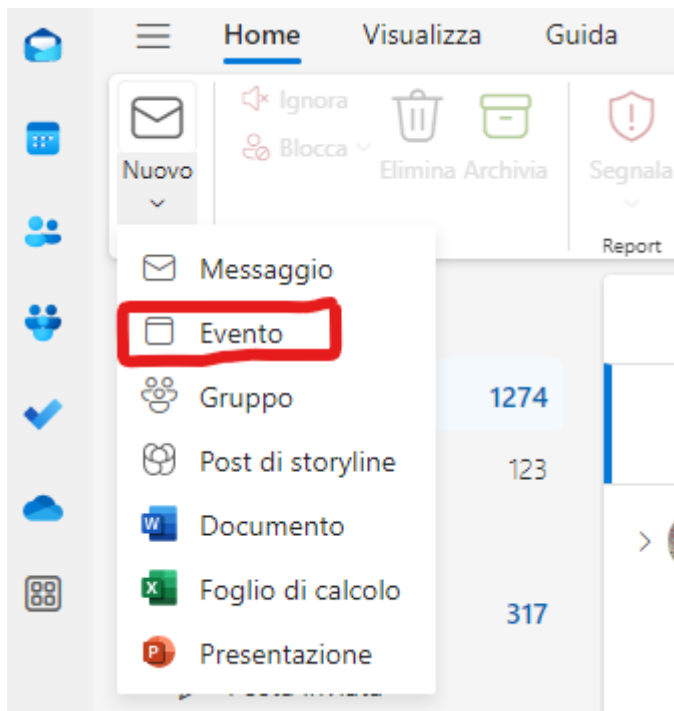 Home Visualizza Guida
Ignora
Blocca
Nuovo
Elimina Archivia
Segnala
Report
Messaggio
Evento
Gruppo
1274
Post di storyline
123
Documento
Foglio di calcolo
317
Presentazione